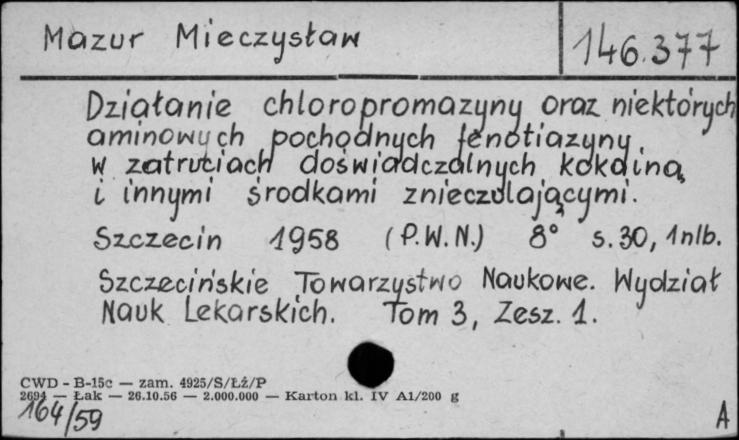 Mazur Mieczysław
146.377
Działanie chloropromazyny oraz niektórych
aminowych pochodnych fenotiazyny
w zatruciach doświadczalnych kokainą
i innymi środkami znieczulającymi.
Szczecin 1958 (P.W.N.) 8° s.30, 1nlb.
Szczecińskie Towarzystwo Naukowe. Wydział
Nauk Lekarskich. Tom 3, Zesz. 1.
CWD - B-15c — zam. 4925/S/Łż/P
2694 — Łak — 26.10.56 — 2.000.000 — Karton kl. IV A1/200 g
164/59
A